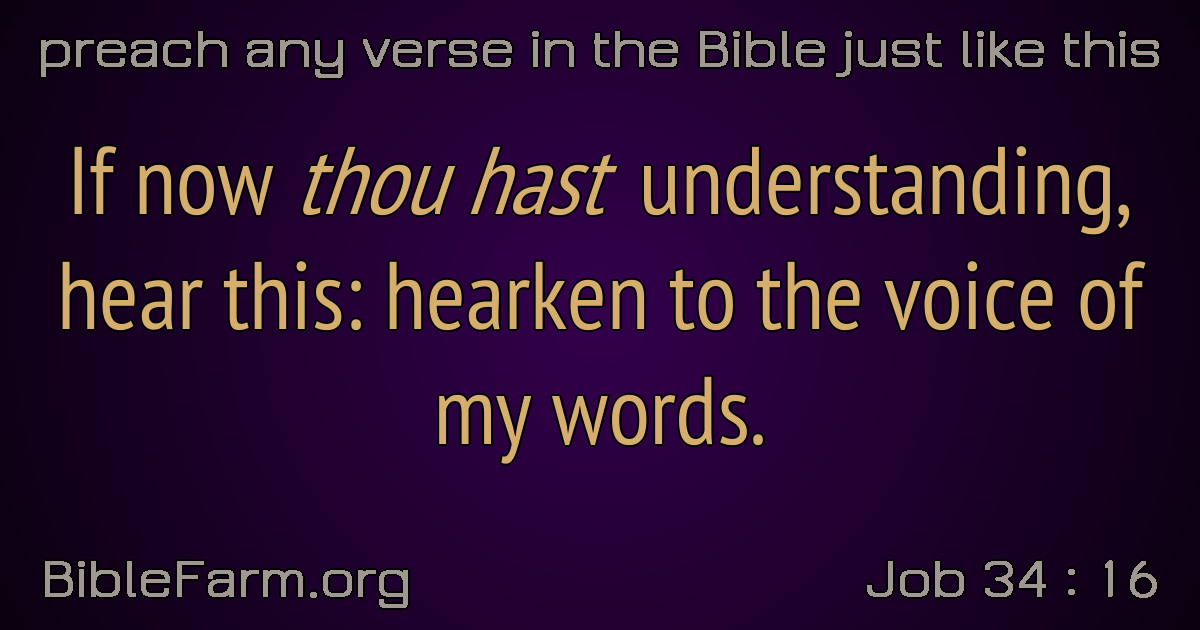 preach any verse in the Bible just like this
If now thou hast understanding,
hear this: hearken to the voice of
my words.
BibleFarm.org
Job 34 : 16